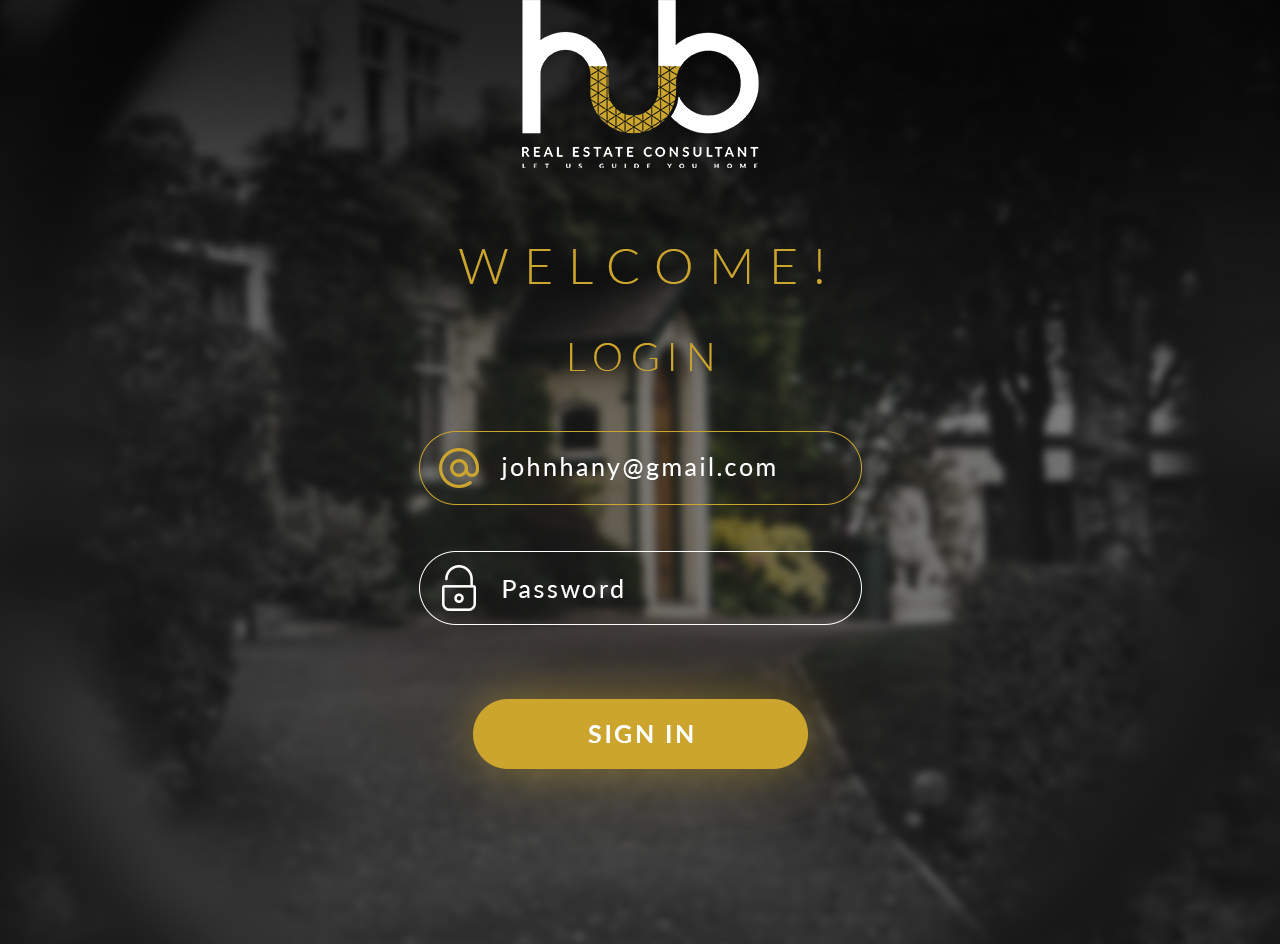 hub
REAL ESTATE CONSULTANT
LET US GUIDE YOU HOME
WELCOME!
LOGIN
johnhany@gmail.com
Password
SIGN IN